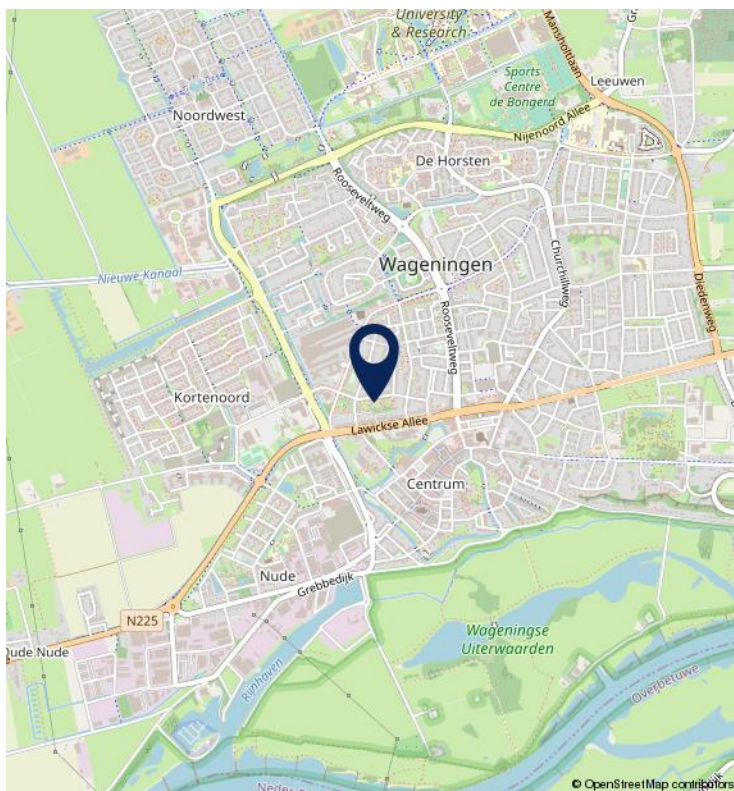 University
& Research
Mansholtlaan
Sports
Centre
de Bongerd
Leeuwen
Noordwest
Nijenoord Allee
De Horsten
Rooseveltweg
Churchillweg
Wageningen
Nieuwe Kanaal
Diedenweg
Rooseveltweg
Kortenoord
Lawickse Allee
Centrum
Nude
Grebbedijk
N225
Wageningse
Uiterwaarden
Oude Nude
Rijnhaven
Overbetuwe
© OpenStreetMap contributors